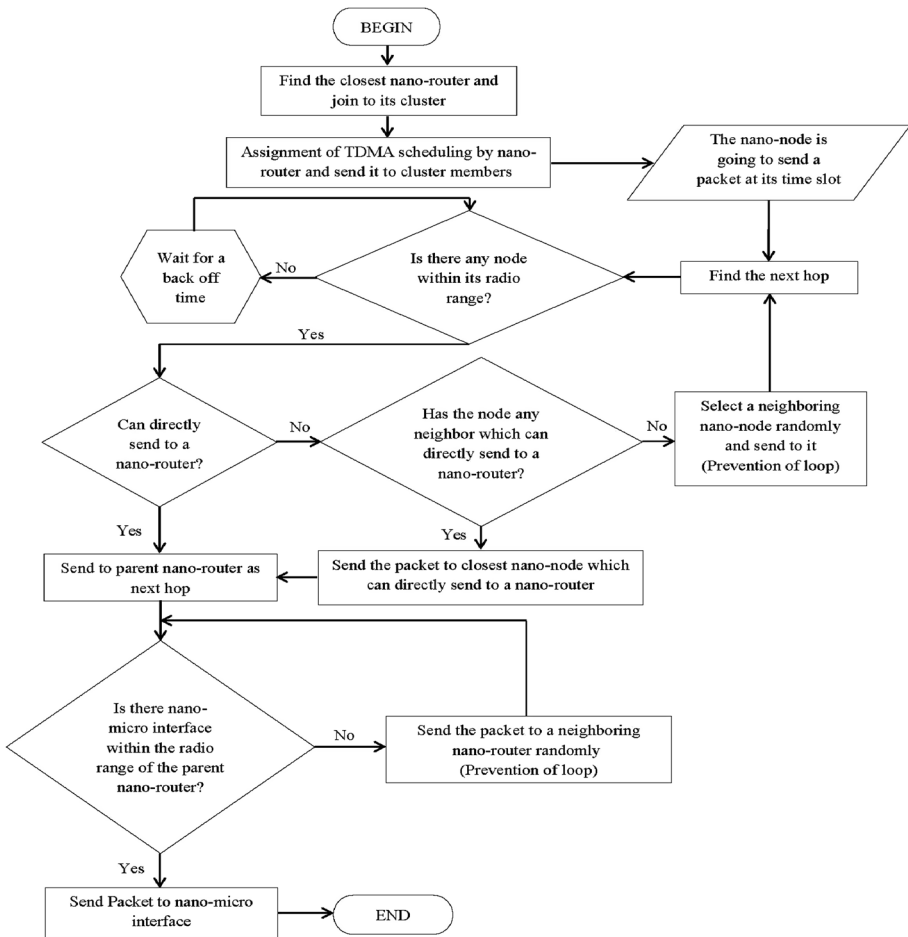 BEGIN
Find the closest nano-router and
join to its cluster
Assignment of TDMA scheduling by nano-
router and send it to cluster members
The nano-node is
going to send a
packet at its time slot
Wait for a
back off
time
No
Is there any node
within its radio
range?
Find the next hop
Yes
Can directly
send to a
nano-router?
No
Has the node any
neighbor which can
directly send to a
nano-router?
No
Select a neighboring
nano-node randomly
and send to it
(Prevention of loop)
Yes
Yes
Send to parent nano-router as
next hop
Send the packet to closest nano-node which
can directly send to a nano-router
Is there nano-
micro interface
within the radio
range of the parent
nano-router?
No
Send the packet to a neighboring
nano-router randomly
(Prevention of loop)
Yes
Send Packet to nano-micro
interface
END